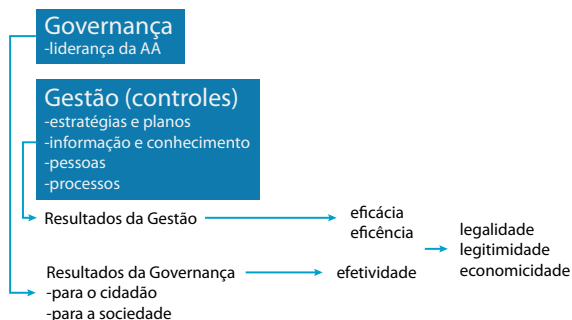 Governança
-liderança da AA
Gestão (controles)
-estratégias e planos
-informação e conhecimento
-pessoas
-processos
Resultados da Gestão
eficácia
eficência
legalidade
legitimidade
economicidade
Resultados da Governança
efetividade
-para o cidadão
-para a sociedade